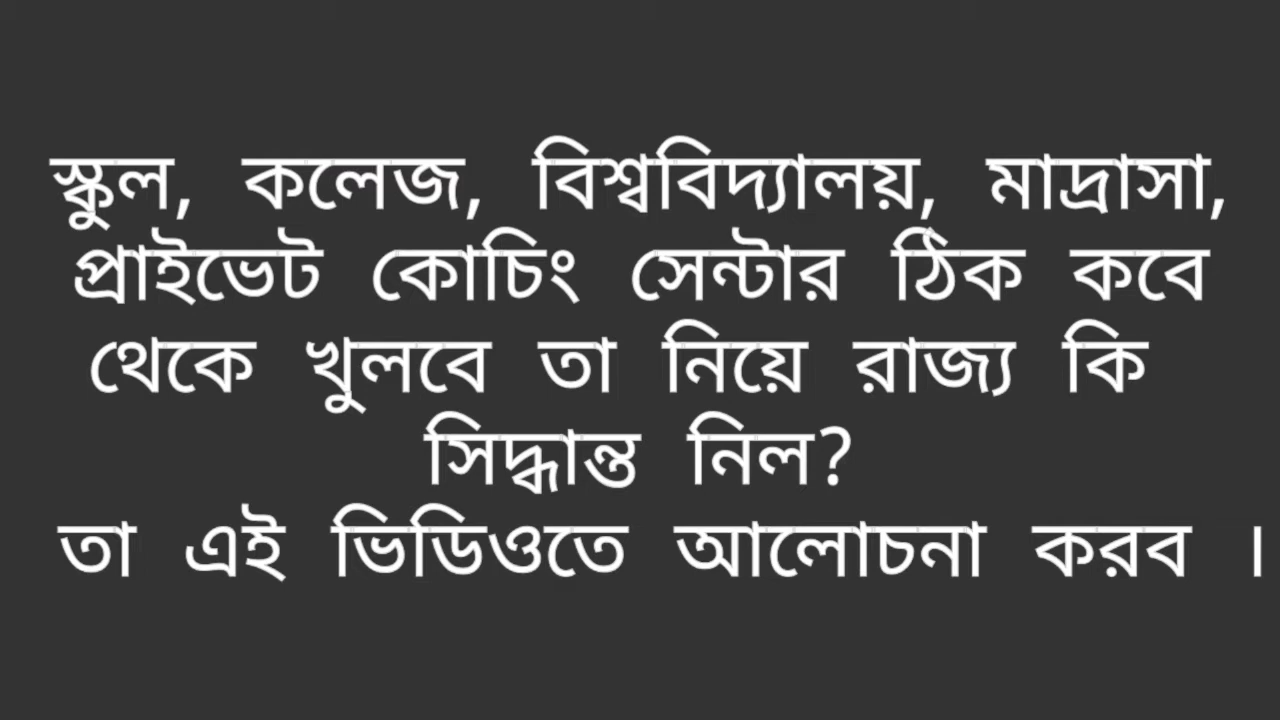 স্কুল, কলেজ, বিশ্ববিদ্যালয়, মাদ্রাসা,
প্রাইভেট কোচিং সেন্টার ঠিক কবে
থেকে খুলবে তা নিয়ে রাজ্য কি
সিদ্ধান্ত নিল?
তা এই ভিডিওতে আলোচনা করব ।